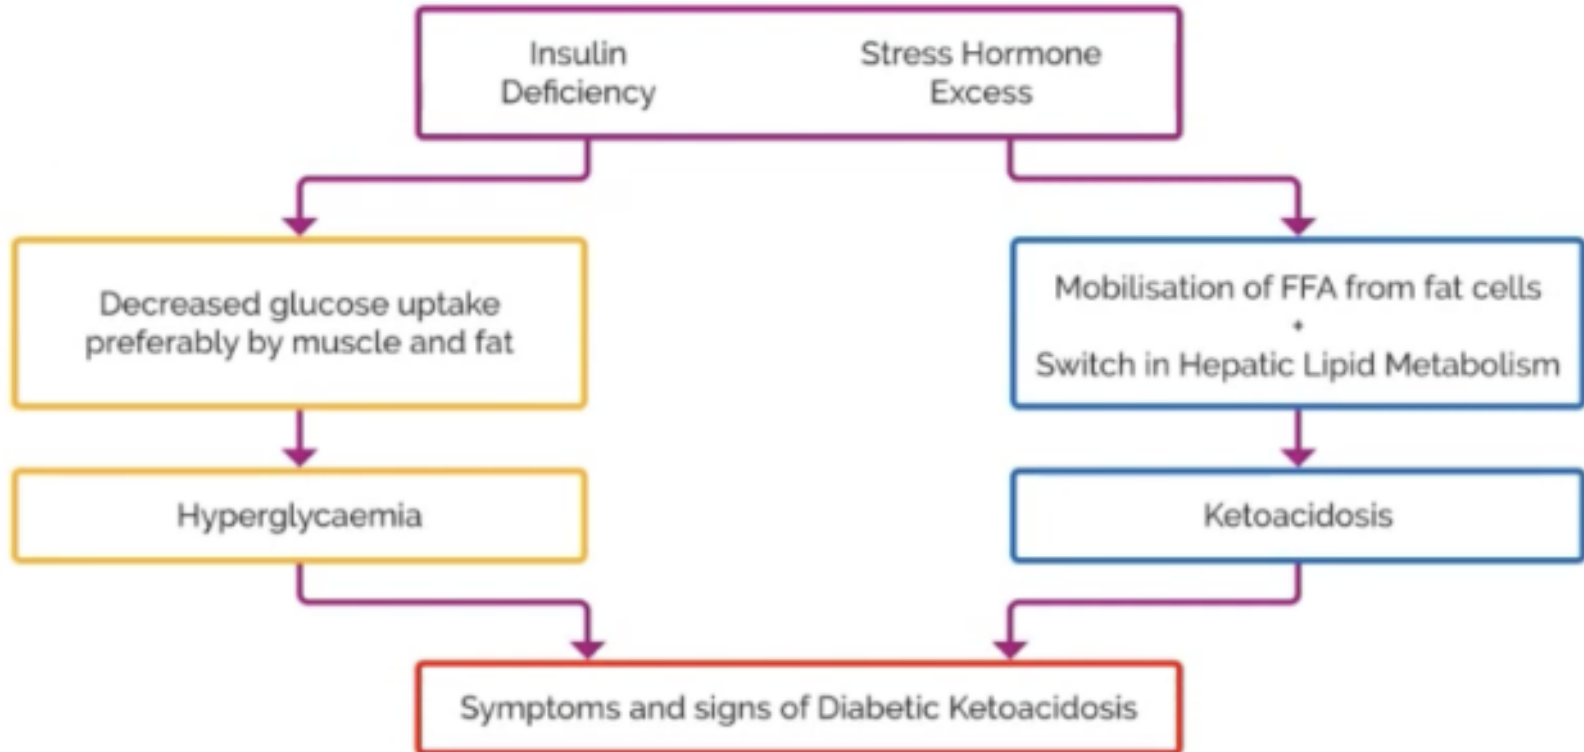 Insulin
Deficiency
Stress Hormone
Excess
Decreased glucose uptake
preferably by muscle and fat
Mobilisation of FFA from fat cells
+
Switch in Hepatic Lipid Metabolism
Hyperglycaemia
Ketoacidosis
Symptoms and signs of Diabetic Ketoacidosis